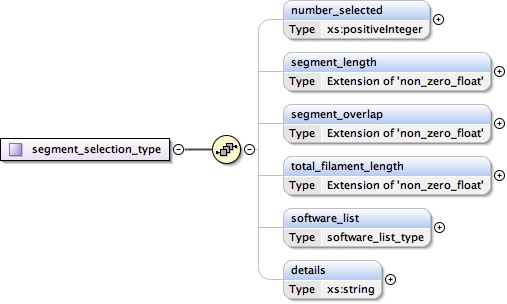 number_selected
Type xs:positiveInteger
segment_length
Type Extension of 'non_zero_float'
segment_overlap
Type Extension of 'non_zero_float'
segment_selection_type
total_filament_length
Type Extension of 'non_zero_float'
software_list
Type software_list_type
details
Type xs:string